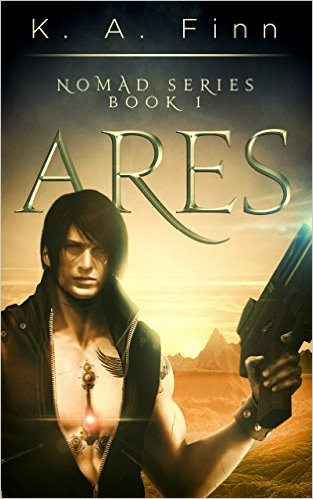 K. A. Finn
NOMAD SERIES
BOOK 1
ARES